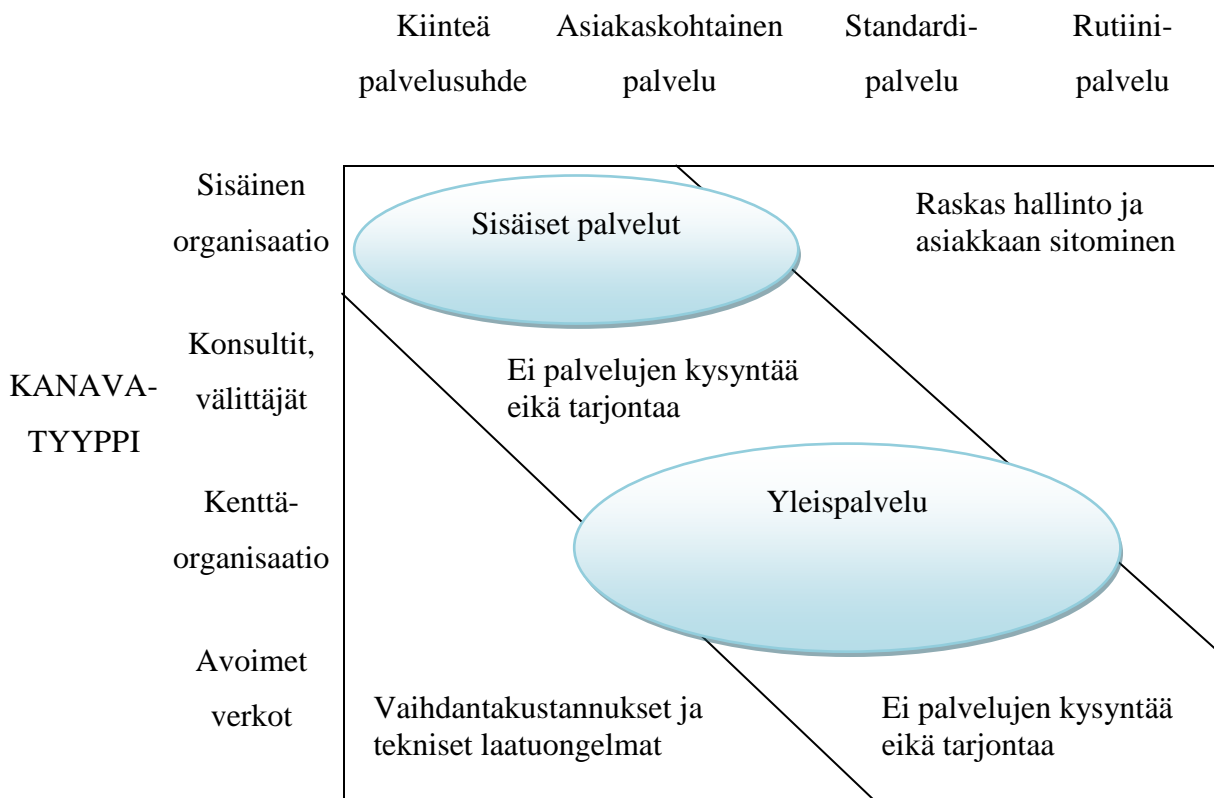 Kiinteä
palvelusuhde
Asiakaskohtainen
palvelu
Standardi-
palvelu
Rutiini-
palvelu
Sisäinen
organisaatio
Sisäiset palvelut
Raskas hallinto ja
asiakkaan sitominen
KANAVA-
TYYPPI
Konsultit,
välittäjät
Ei palvelujen kysyntää
eikä tarjontaa
Kenttä-
organisaatio
Yleispalvelu
Avoimet
verkot
Vaihdantakustannukset ja
tekniset laatuongelmat
Ei palvelujen kysyntää
eikä tarjontaa